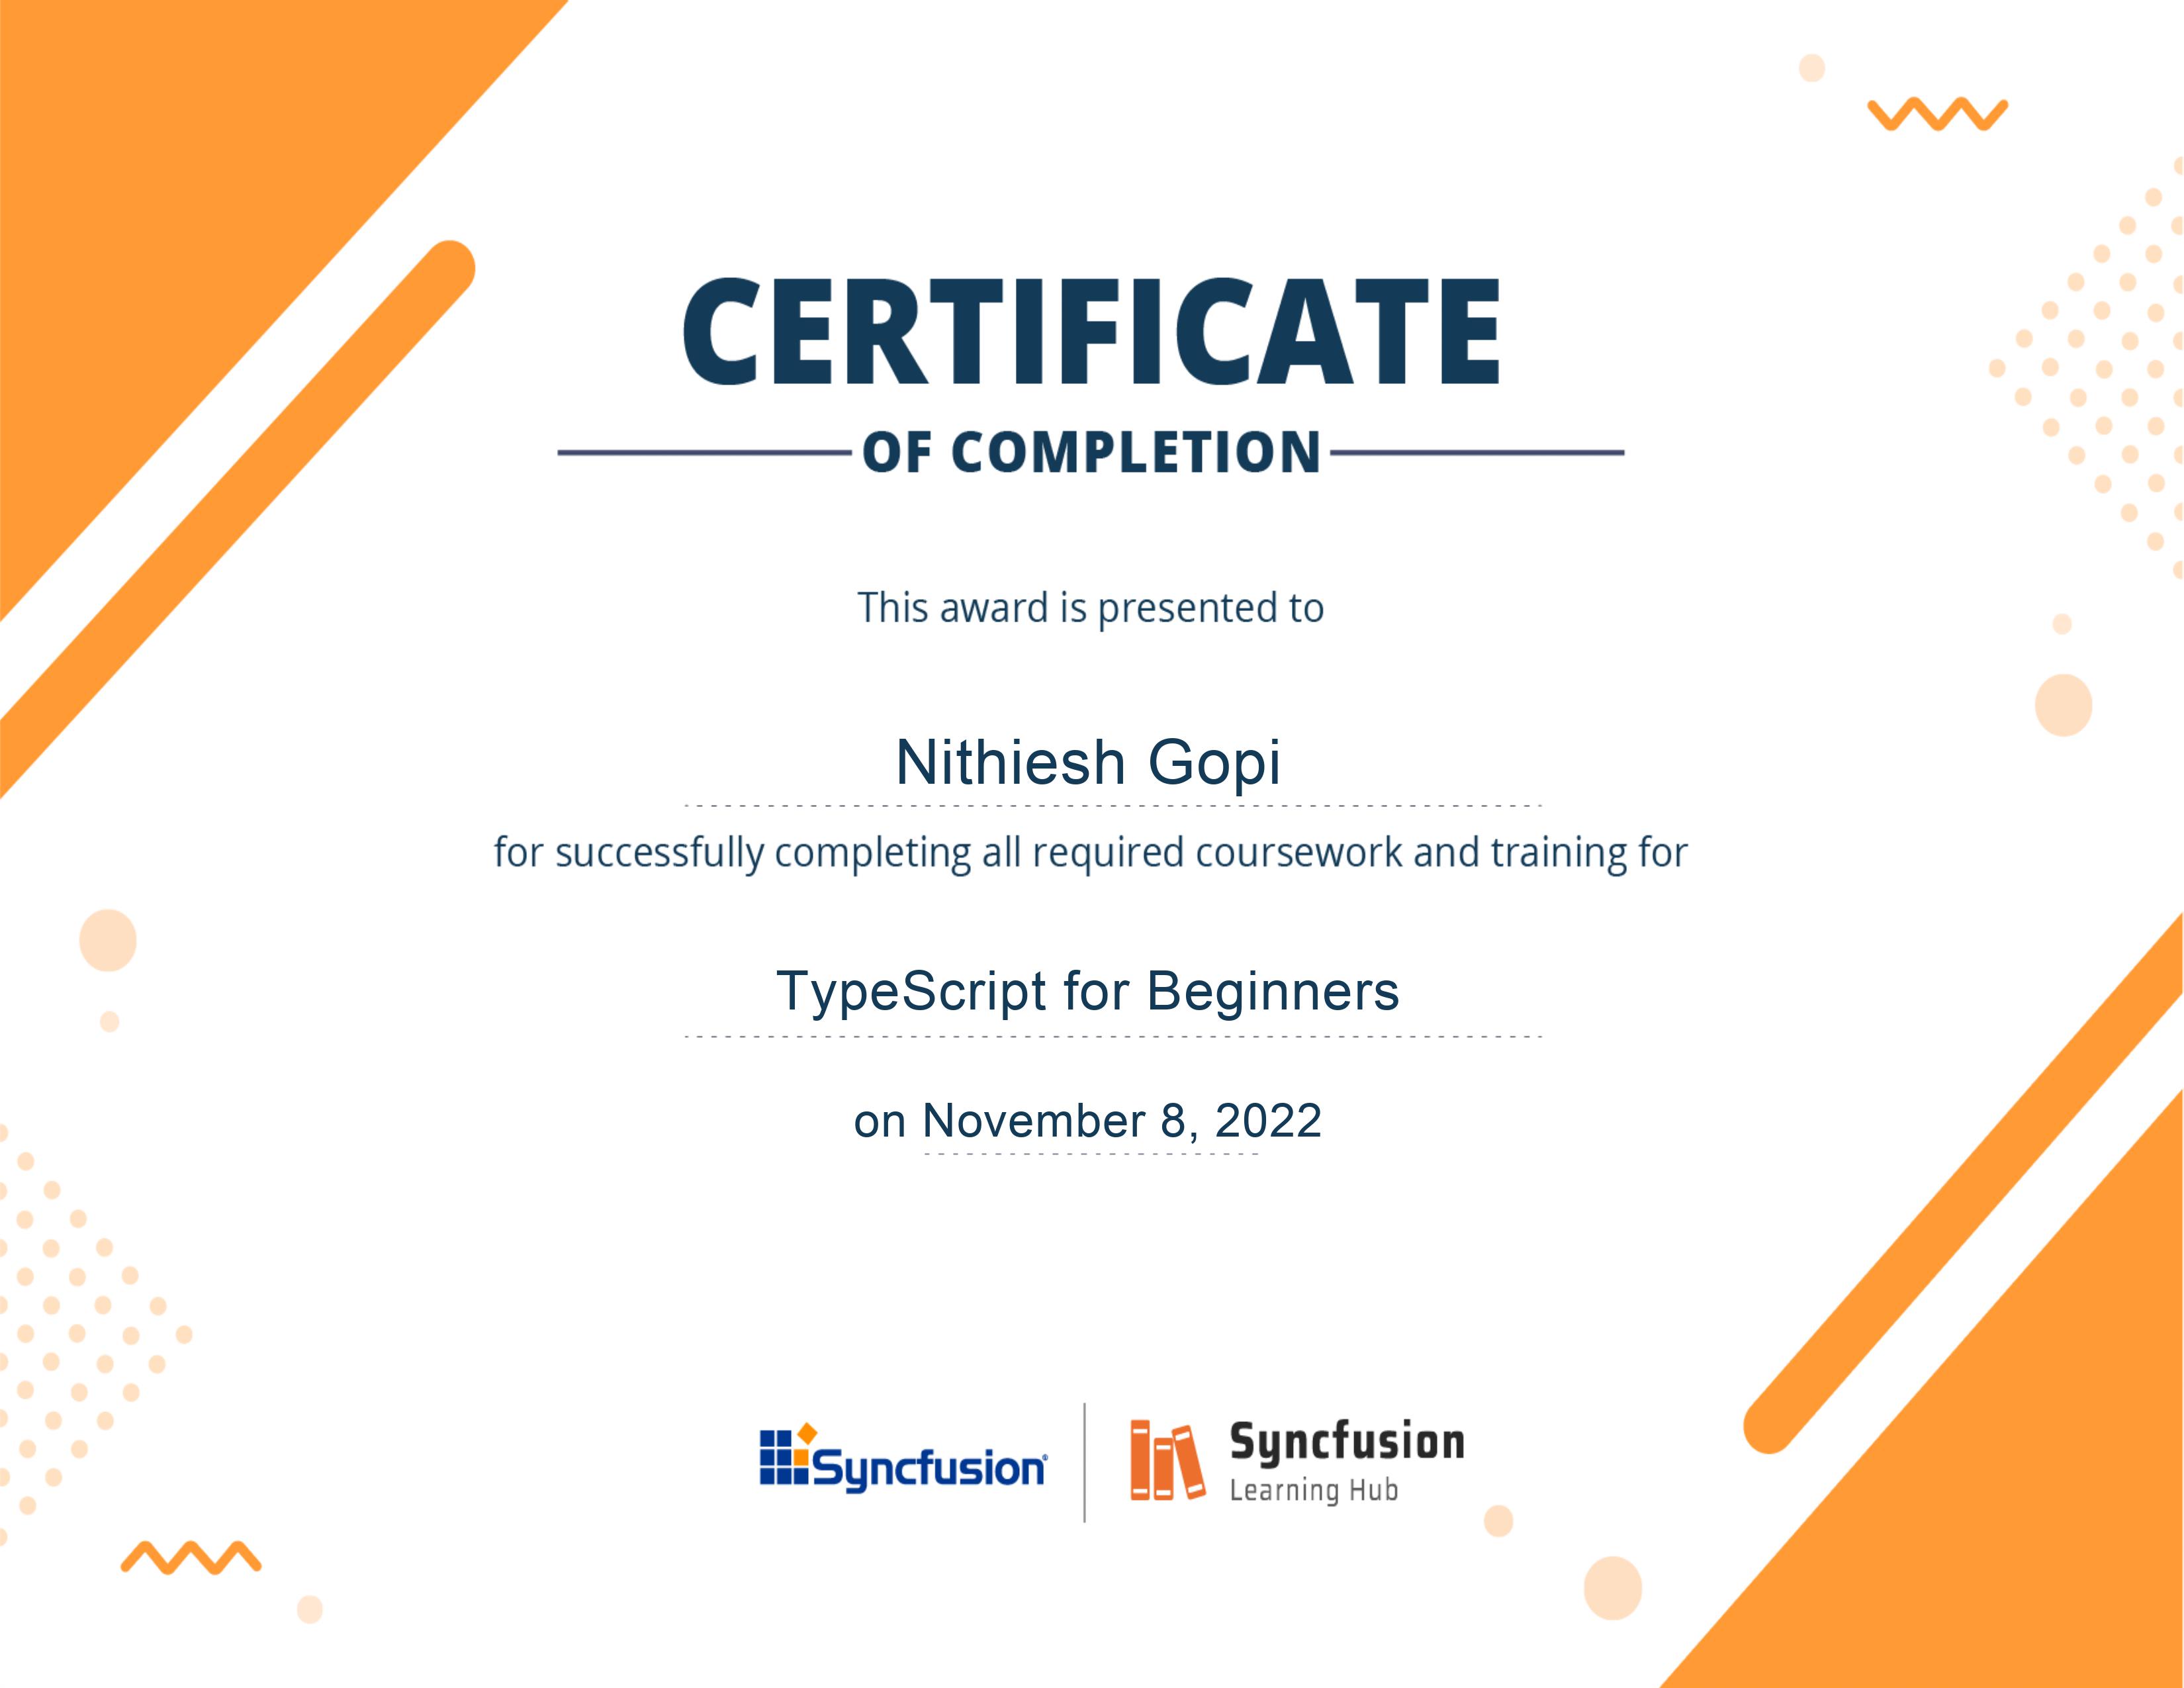 CERTIFICATE
OF COMPLETION
This award is presented to
Nithiesh Gopi
for successfully completing all required coursework and training for
TypeScript for Beginners
on November 8, 2022
Syncfusion®
Syncfusion
Learning Hub